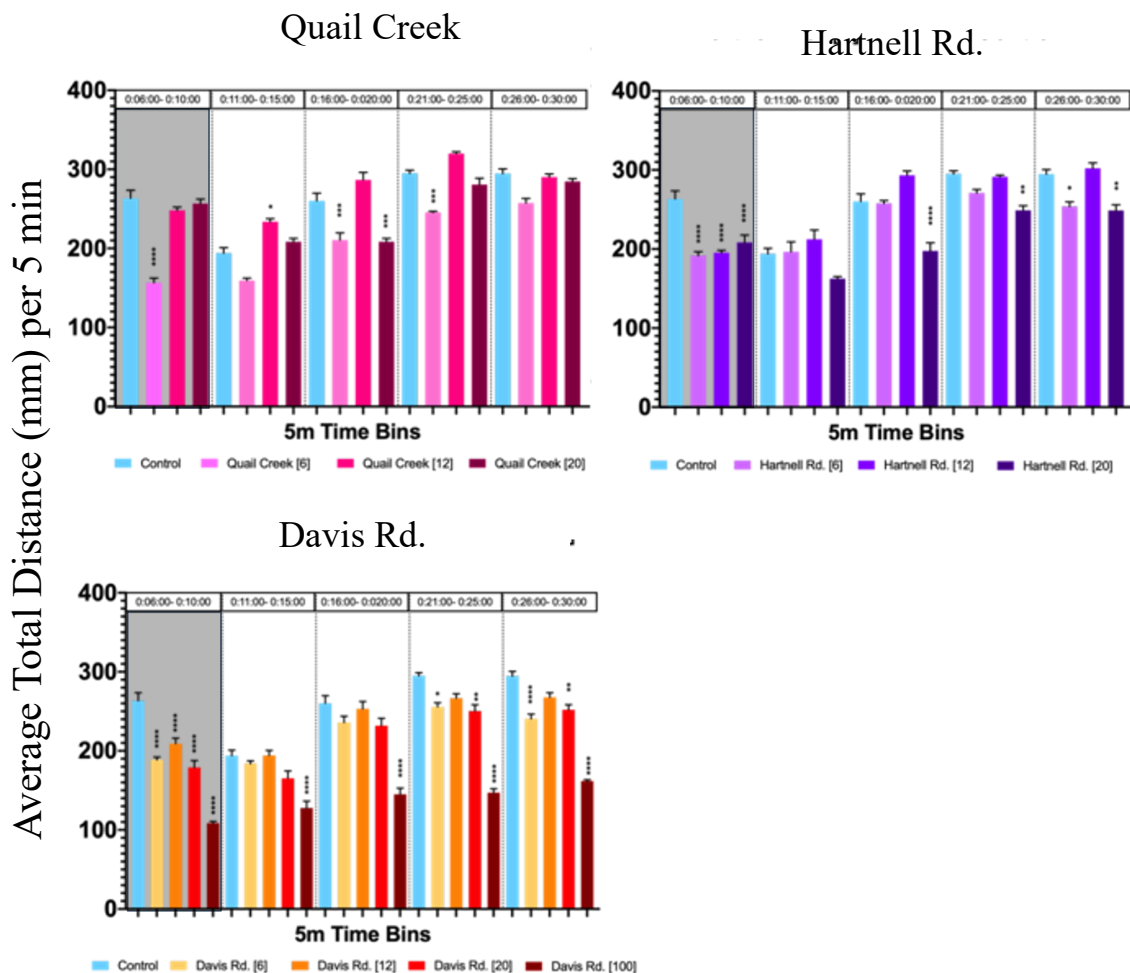 Quail Creek
Hartnell Rd.
Average Total Distance (mm) per 5 min
400
300
200
100
0
0:06:00- 0:10:00 0:11:00- 0:15:00 0:16:00- 0:020:00 0:21:00- 0:25:00 0:26:00- 0:30:00
****
*
***
***
***
5m Time Bins
Control Quail Creek [6] Quail Creek [12] Quail Creek [20]
400
300
200
100
0
0:06:00- 0:10:00 0:11:00- 0:15:00 0:16:00- 0:020:00 0:21:00- 0:25:00 0:26:00- 0:30:00
**** **** ****
****
**
* **
5m Time Bins
Control Hartnell Rd. [6] Hartnell Rd. [12] Hartnell Rd. [20]
Davis Rd.
400
300
200
100
0
0:06:00- 0:10:00 0:11:00- 0:15:00 0:16:00- 0:020:00 0:21:00- 0:25:00 0:26:00- 0:30:00
**** **** **** ****
****
****
* ** ****
**** ** ****
5m Time Bins
Control Davis Rd. [6] Davis Rd. [12] Davis Rd. [20] Davis Rd. [100]